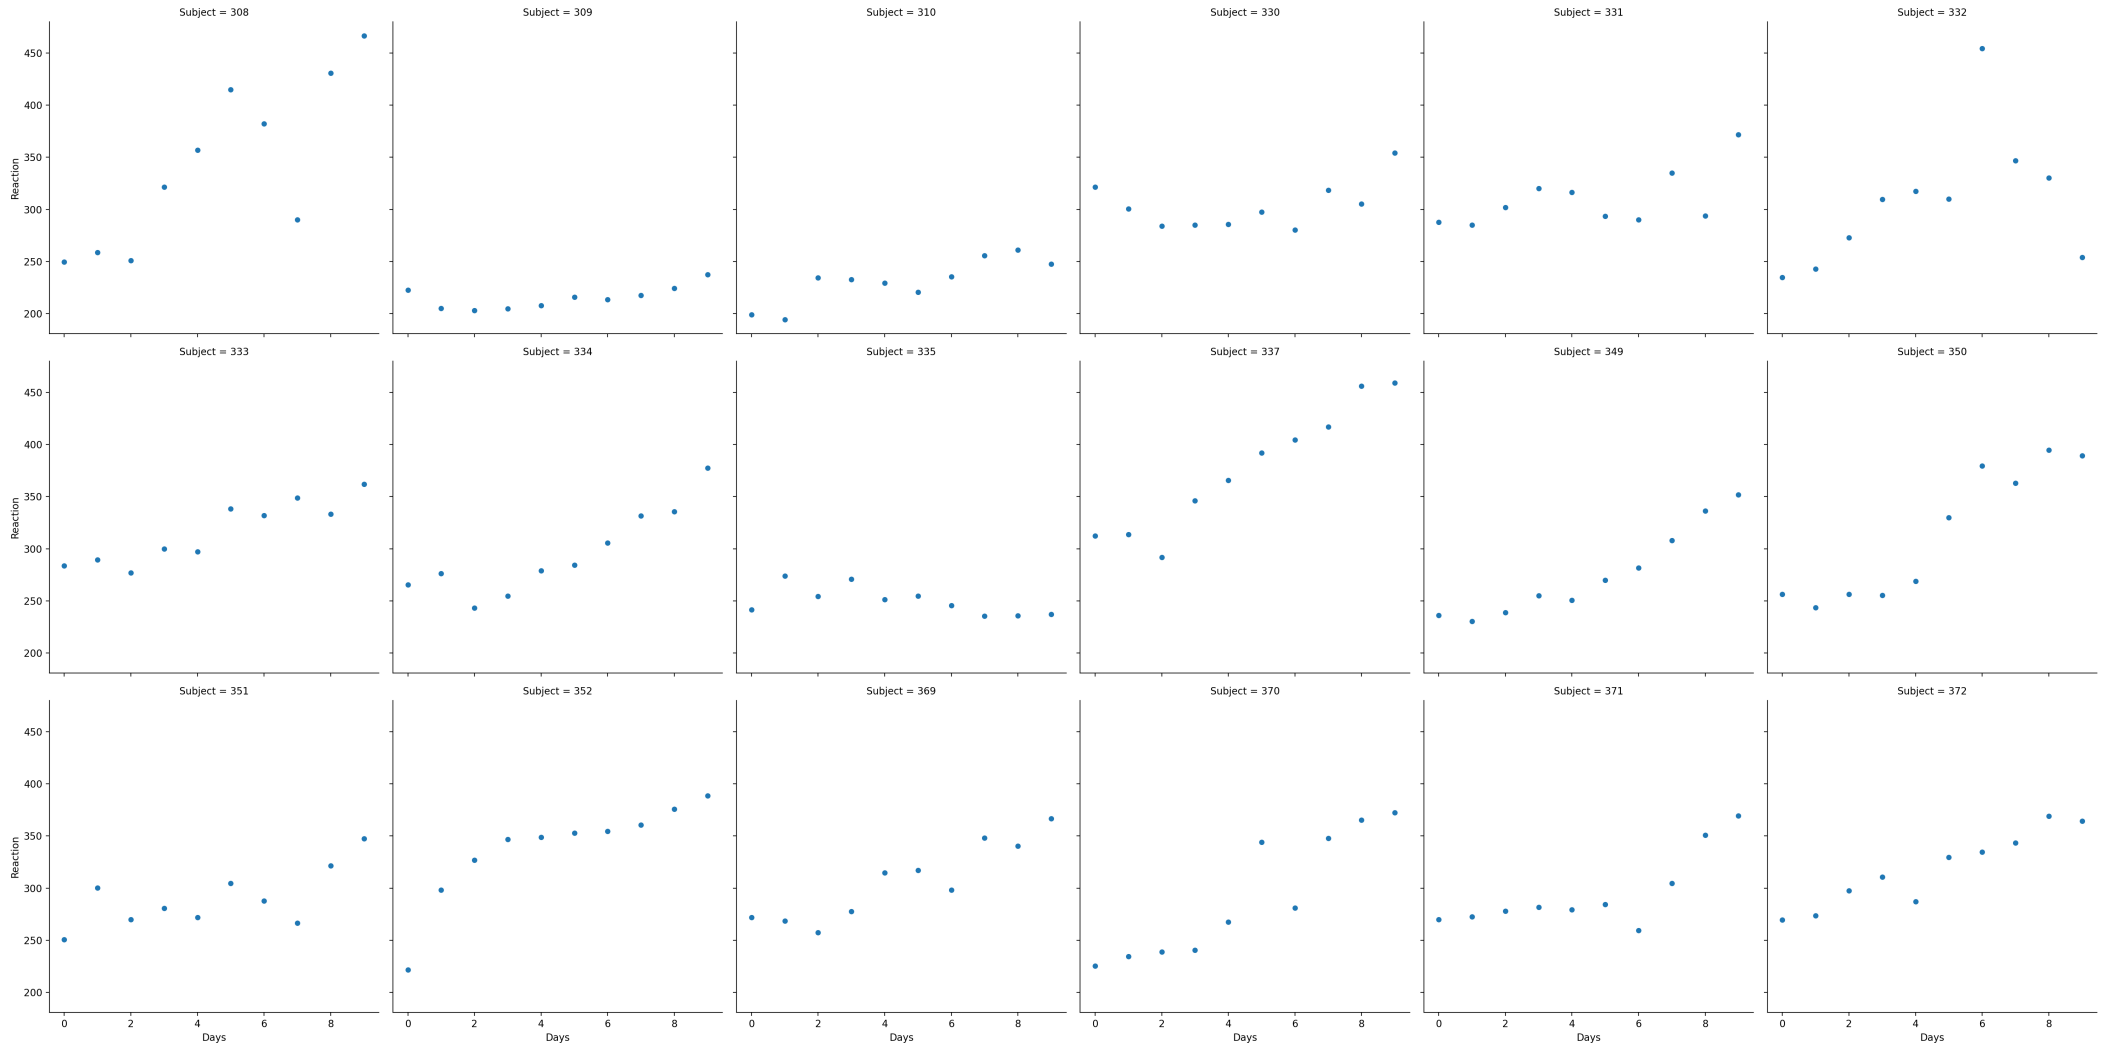 Subject = 308
Subject = 309
Subject = 310
Subject = 330
Subject = 331
Subject = 332
450
400
350
300
250
200
Reaction
Subject = 333
Subject = 334
Subject = 335
Subject = 337
Subject = 349
Subject = 350
450
400
350
300
250
200
Reaction
Subject = 351
Subject = 352
Subject = 369
Subject = 370
Subject = 371
Subject = 372
450
400
350
300
250
200
Reaction
0 2 4 6 8
0 2 4 6 8
0 2 4 6 8
0 2 4 6 8
0 2 4 6 8
0 2 4 6 8
Days
Days
Days
Days
Days
Days